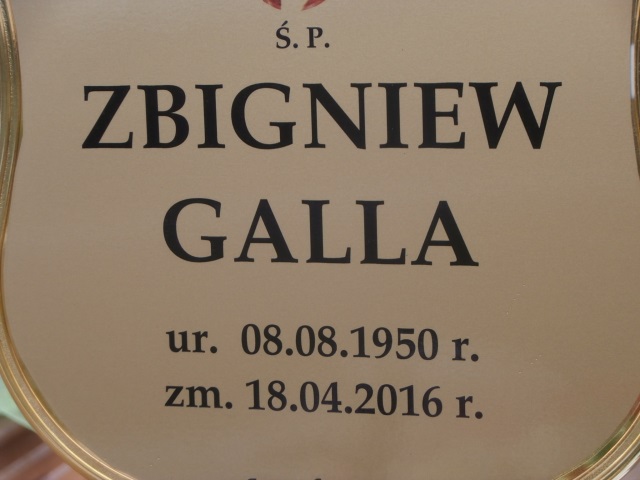 Ś. P.
ZBIGNIEW
GALLA
ur. 08.08.1950 r.
zm. 18.04.2016 r.